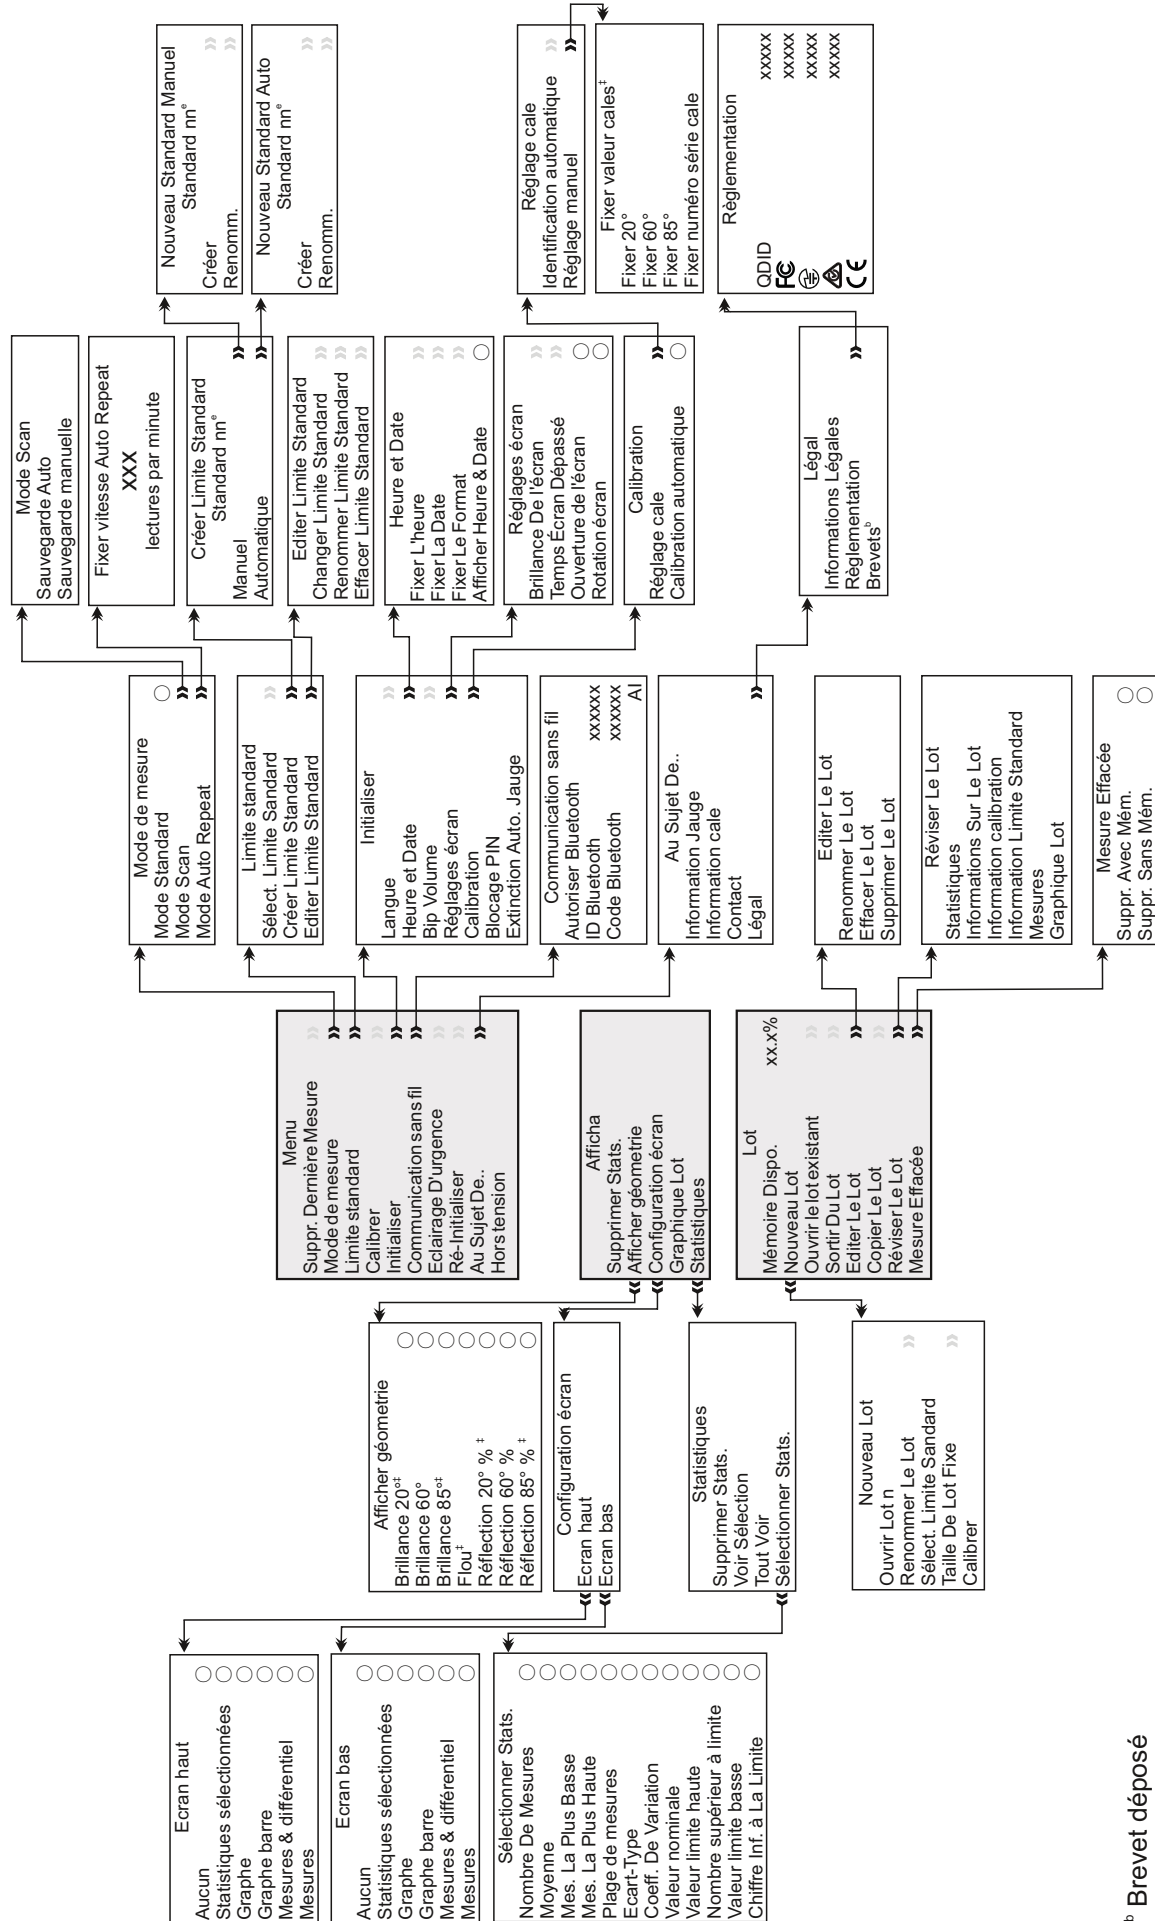 Ecran haut
Aucun
Statistiques sélectionnées
Graphe
Graphe barre
Mesures & différentiel
Mesures
Ecran bas
Aucun
Statistiques sélectionnées
Graphe
Graphe barre
Mesures & différentiel
Mesures
Sélectionner Stats.
Nombre De Mesures
Moyenne
Mes. La Plus Basse
Mes. La Plus Haute
Plage de mesures
Ecart-Type
Coeff. De Variation
Valeur nominale
Valeur limite haute
Nombre supérieur à limite
Valeur limite basse
Chiffre Inf. à La Limite
Afficher géometrie
Brillance 20°‡
Brillance 60°
Brillance 85°‡
Flou‡
Réflection 20° % ‡
Réflection 60° %
Réflection 85° % ‡
Configuration écran
Ecran haut
Ecran bas
Statistiques
Supprimer Stats.
Voir Sélection
Tout Voir
Sélectionner Stats.
Nouveau Lot
Ouvrir Lot n
Renommer Le Lot
Sélect. Limite Sandard
Taille De Lot Fixe
Calibrer
Menu
Suppr. Dernière Mesure
Mode de mesure
Limite standard
Calibrer
Initialiser
Communication sans fil
Eclairage D'urgence
Ré-Initialiser
Au Sujet De..
Hors tension
Afficha
Supprimer Stats.
Afficher géometrie
Configuration écran
Graphique Lot
Statistiques
Lot
Mémoire Dispo. xx.x%
Nouveau Lot
Ouvrir le lot existant
Sortir Du Lot
Editer Le Lot
Copier Le Lot
Réviser Le Lot
Mesure Effacée
Mode de mesure
Mode Standard
Mode Scan
Mode Auto Repeat
Limite standard
Sélect. Limite Sandard
Créer Limite Standard
Editer Limite Standard
Initialiser
Langue
Heure et Date
Bip Volume
Réglages écran
Calibration
Blocage PIN
Extinction Auto. Jauge
Communication sans fil
Autoriser Bluetooth
ID Bluetooth xxxxxx
Code Bluetooth xxxxxx
AI
Au Sujet De..
Information Jauge
Information cale
Contact
Légal
Editer Le Lot
Renommer Le Lot
Effacer Le Lot
Supprimer Le Lot
Réviser Le Lot
Statistiques
Informations Sur Le Lot
Information calibration
Information Limite Standard
Mesures
Graphique Lot
Mesure Effacée
Suppr. Avec Mém.
Suppr. Sans Mém.
Mode Scan
Sauvegarde Auto
Sauvegarde manuelle
Fixer vitesse Auto Repeat
XXX
lectures par minute
Créer Limite Standard
Standard nn°
Manuel
Automatique
Editer Limite Standard
Changer Limite Standard
Renommer Limite Standard
Effacer Limite Standard
Heure et Date
Fixer L'heure
Fixer La Date
Fixer Le Format
Afficher Heure & Date
Réglages écran
Brillance De l'écran
Temps Écran Dépassé
Ouverture de l'écran
Rotation écran
Calibration
Réglage cale
Calibration automatique
Légal
Informations Légales
Règlementation
Brevets b
Nouveau Standard Manuel
Standard nn°
Créer
Renomm.
Nouveau Standard Auto
Standard nn°
Créer
Renomm.
Réglage cale
Identification automatique
Réglage manuel
Fixer valeur cales‡
Fixer 20°
Fixer 60°
Fixer 85°
Fixer numéro série cale
Règlementation
QDID xxxxx
FC xxxxx
xxxxx
CE xxxxx
b Brevet déposé